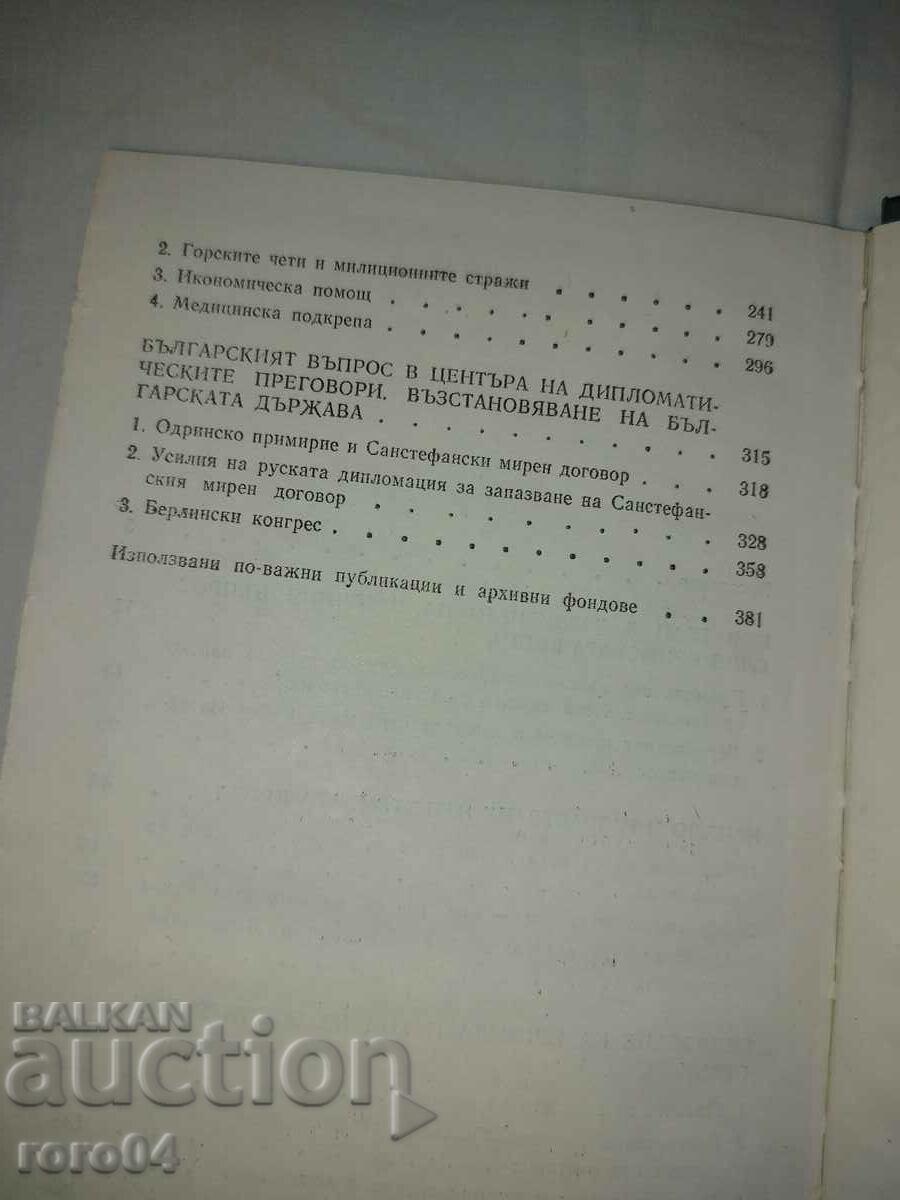 2. Горските чети и милиционните стражи . . . . . . 241
3. Икономическа помощ . . . . . . . . . . . 279
4. Медицинска подкрепа . . . . . . . . . . . 296
БЪЛГАРСКИЯТ ВЪПРОС В ЦЕНТЪРА НА ДИПЛОМАТИ-
ЧЕСКИТЕ ПРЕГОВОРИ. ВЪЗСТАНОВЯВАНЕ НА БЪЛ-
ГАРСКАТА ДЪРЖАВА . . . . . . . . . . . 315
1. Одринско примирие и Санстефански мирен договор . . . 318
2. Усилия на руската дипломация за запазване на Санстефан-
ския мирен договор . . . . . . . . . . . 328
3. Берлински конгрес . . . . . . . . . . . . 358
Използвани по-важни публикации и архивни фондове . . 381
BALKAN
auction
roro04